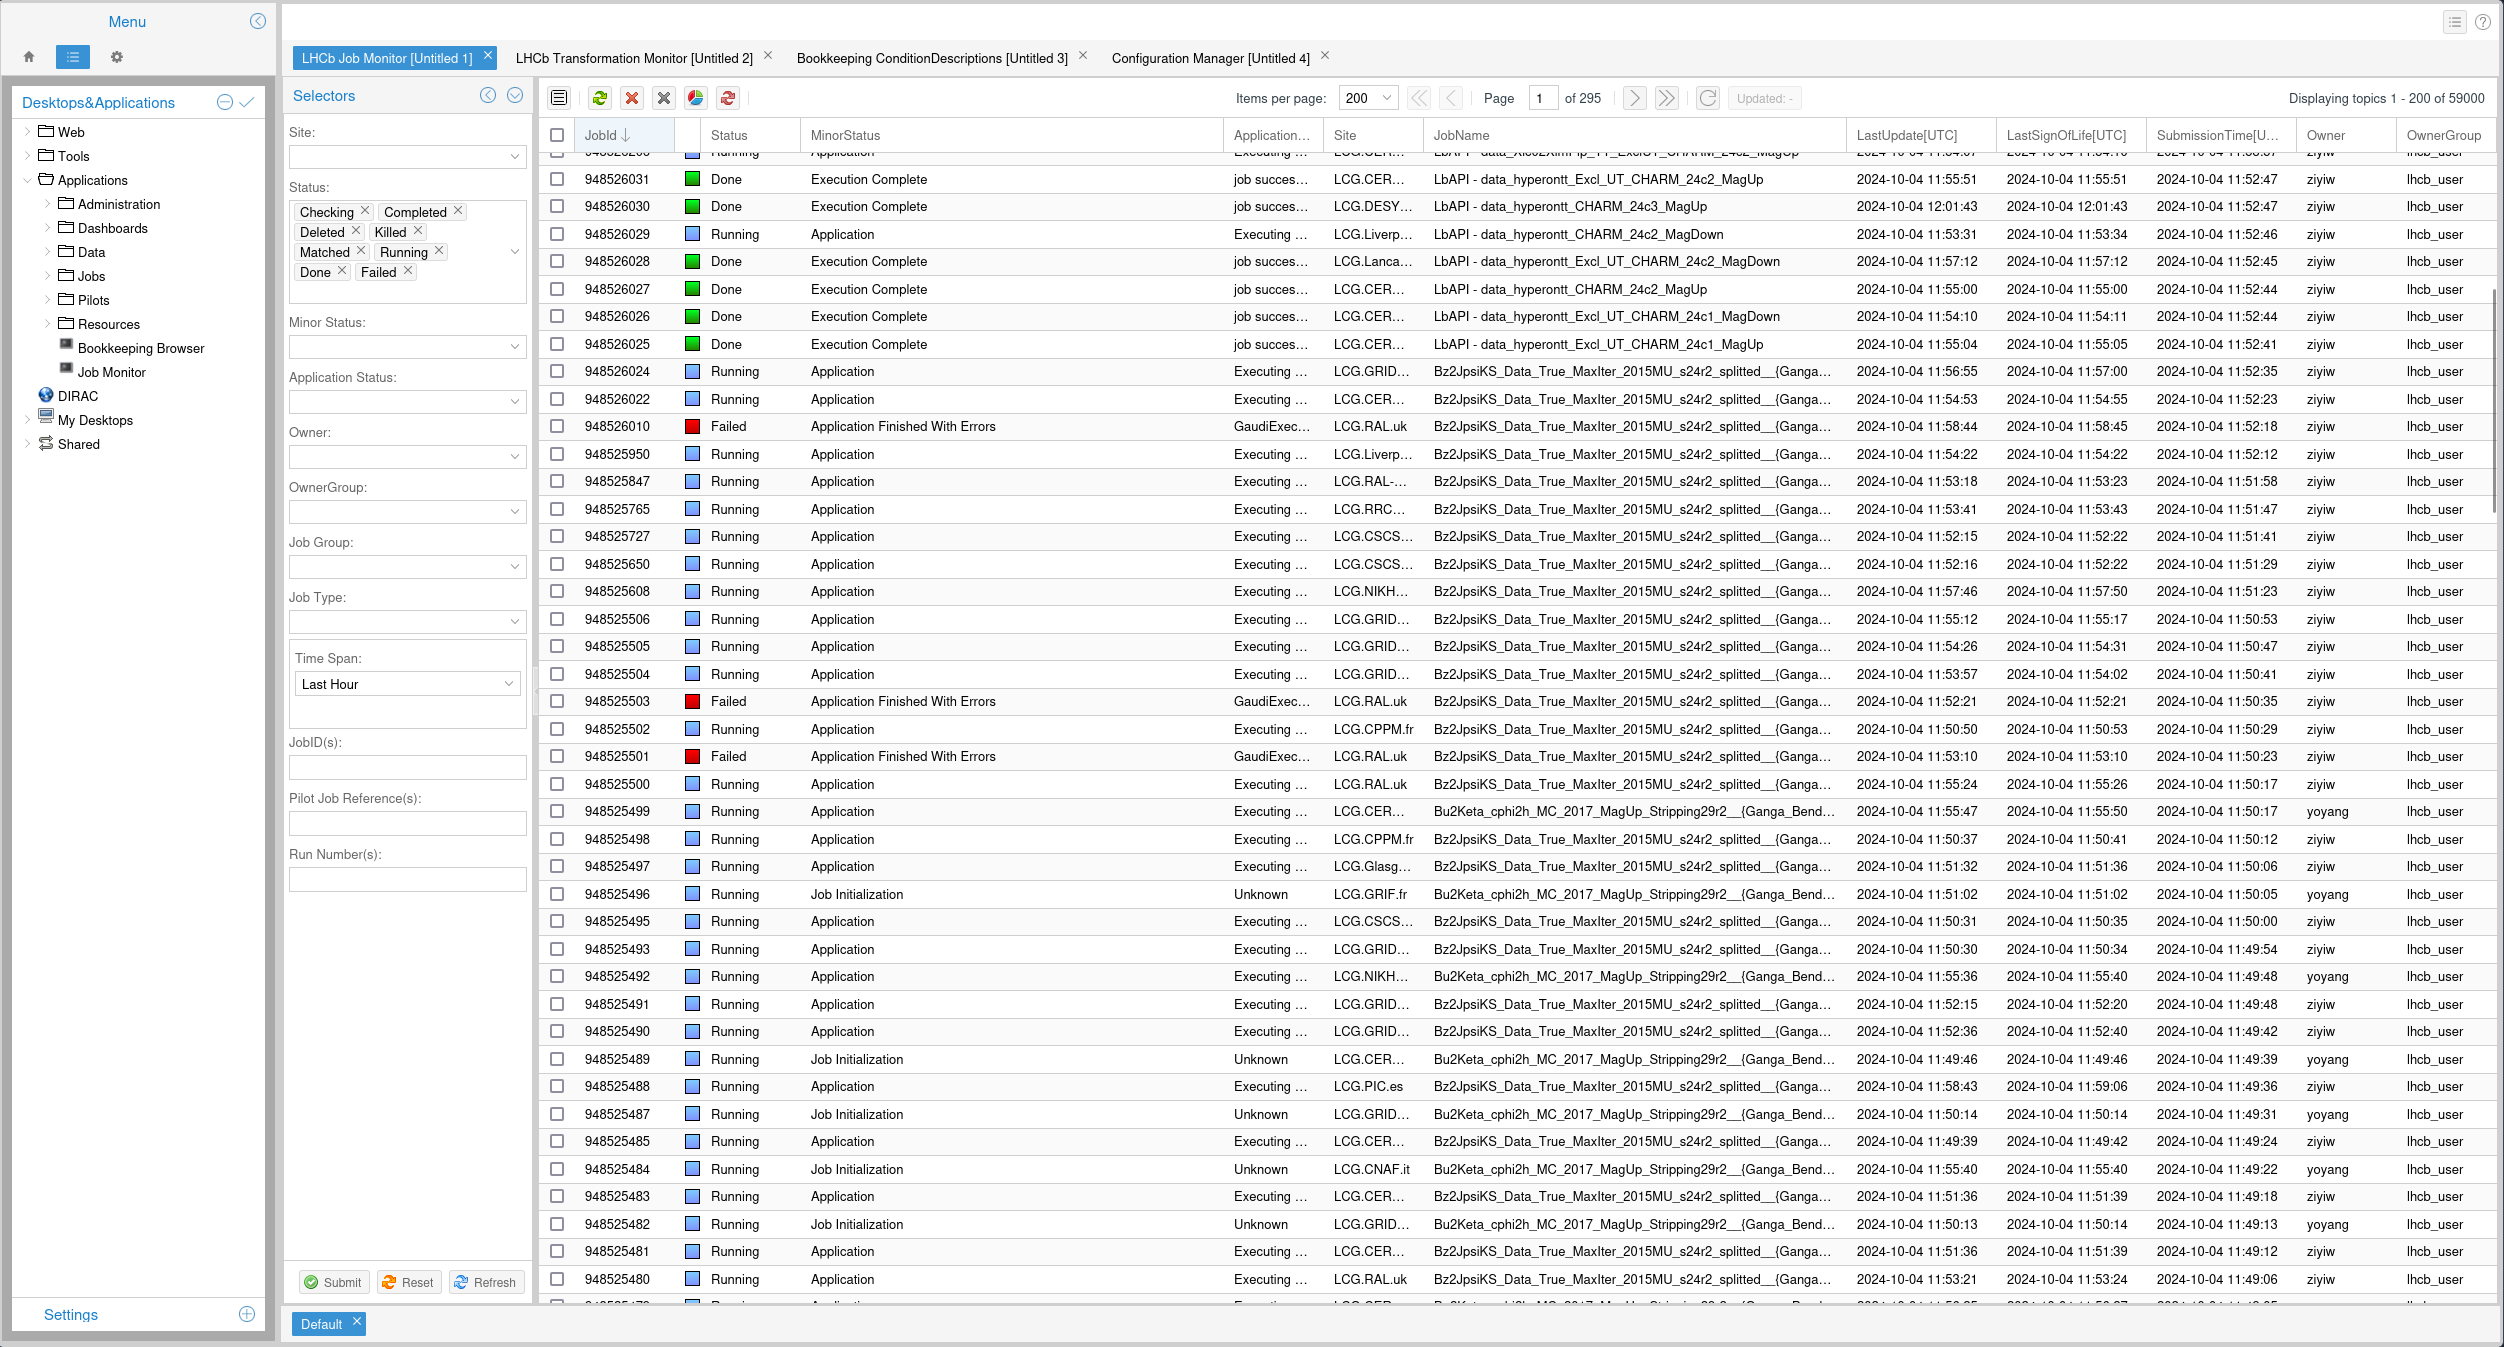 Menu
LHCb Job Monitor [Untitled 1]
LHCb Transformation Monitor [Untitled 2]
Bookkeeping ConditionDescriptions [Untitled 3]
Configuration Manager [Untitled 4]
Desktops&Applications
Web
Tools
Applications
Administration
Dashboards
Data
Jobs
Pilots
Resources
Bookkeeping Browser
Job Monitor
DIRAC
My Desktops
Shared
Settings
Selectors
Site:
Status:
Checking Completed
Deleted Killed
Matched Running
Done Failed
Minor Status:
Application Status:
Owner:
OwnerGroup:
Job Group:
Job Type:
Time Span:
Last Hour
JobID(s):
Pilot Job Reference(s):
Run Number(s):
Submit Reset Refresh
Items per page: 200 Page 1 of 295 Updated: - Displaying topics 1 - 200 of 59000
JobId Status MinorStatus Application... Site JobName LastUpdate[UTC] LastSignOfLife[UTC] SubmissionTime[U... Owner OwnerGroup
948526031 Done Execution Complete job succes... LCG.CER... LbAPI - data_hyperontt_Excl_UT_CHARM_24c2_MagUp 2024-10-04 11:55:51 2024-10-04 11:55:51 2024-10-04 11:52:47 ziyiw lhcb_user
948526030 Done Execution Complete job succes... LCG.DESY... LbAPI - data_hyperontt_CHARM_24c3_MagUp 2024-10-04 12:01:43 2024-10-04 12:01:43 2024-10-04 11:52:47 ziyiw lhcb_user
948526029 Running Application Executing ... LCG.Liverp... LbAPI - data_hyperontt_CHARM_24c2_MagDown 2024-10-04 11:53:31 2024-10-04 11:53:34 2024-10-04 11:52:46 ziyiw lhcb_user
948526028 Done Execution Complete job succes... LCG.Lanca... LbAPI - data_hyperontt_Excl_UT_CHARM_24c2_MagDown 2024-10-04 11:57:12 2024-10-04 11:57:12 2024-10-04 11:52:45 ziyiw lhcb_user
948526027 Done Execution Complete job succes... LCG.CER... LbAPI - data_hyperontt_CHARM_24c2_MagUp 2024-10-04 11:55:00 2024-10-04 11:55:00 2024-10-04 11:52:44 ziyiw lhcb_user
948526026 Done Execution Complete job succes... LCG.CER... LbAPI - data_hyperontt_Excl_UT_CHARM_24c1_MagDown 2024-10-04 11:54:10 2024-10-04 11:54:11 2024-10-04 11:52:44 ziyiw lhcb_user
948526025 Done Execution Complete job succes... LCG.CER... LbAPI - data_hyperontt_Excl_UT_CHARM_24c1_MagUp 2024-10-04 11:55:04 2024-10-04 11:55:05 2024-10-04 11:52:41 ziyiw lhcb_user
948526024 Running Application Executing ... LCG.GRID... Bz2JpsiKS_Data_True_MaxIter_2015MU_s24r2_splitted__{Ganga... 2024-10-04 11:56:55 2024-10-04 11:57:00 2024-10-04 11:52:35 ziyiw lhcb_user
948526022 Running Application Executing ... LCG.CER... Bz2JpsiKS_Data_True_MaxIter_2015MU_s24r2_splitted__{Ganga... 2024-10-04 11:54:53 2024-10-04 11:54:55 2024-10-04 11:52:23 ziyiw lhcb_user
948526010 Failed Application Finished With Errors GaudiExec... LCG.RAL.uk Bz2JpsiKS_Data_True_MaxIter_2015MU_s24r2_splitted__{Ganga... 2024-10-04 11:58:44 2024-10-04 11:58:45 2024-10-04 11:52:18 ziyiw lhcb_user
948525950 Running Application Executing ... LCG.Liverp... Bz2JpsiKS_Data_True_MaxIter_2015MU_s24r2_splitted__{Ganga... 2024-10-04 11:54:22 2024-10-04 11:54:22 2024-10-04 11:52:12 ziyiw lhcb_user
948525847 Running Application Executing ... LCG.RAL-... Bz2JpsiKS_Data_True_MaxIter_2015MU_s24r2_splitted__{Ganga... 2024-10-04 11:53:18 2024-10-04 11:53:23 2024-10-04 11:51:58 ziyiw lhcb_user
948525765 Running Application Executing ... LCG.RRC... Bz2JpsiKS_Data_True_MaxIter_2015MU_s24r2_splitted__{Ganga... 2024-10-04 11:53:41 2024-10-04 11:53:43 2024-10-04 11:51:47 ziyiw lhcb_user
948525727 Running Application Executing ... LCG.CSCS... Bz2JpsiKS_Data_True_MaxIter_2015MU_s24r2_splitted__{Ganga... 2024-10-04 11:52:15 2024-10-04 11:52:22 2024-10-04 11:51:41 ziyiw lhcb_user
948525650 Running Application Executing ... LCG.CSCS... Bz2JpsiKS_Data_True_MaxIter_2015MU_s24r2_splitted__{Ganga... 2024-10-04 11:52:16 2024-10-04 11:52:22 2024-10-04 11:51:29 ziyiw lhcb_user
948525608 Running Application Executing ... LCG.NIKH... Bz2JpsiKS_Data_True_MaxIter_2015MU_s24r2_splitted__{Ganga... 2024-10-04 11:57:46 2024-10-04 11:57:50 2024-10-04 11:51:23 ziyiw lhcb_user
948525506 Running Application Executing ... LCG.GRID... Bz2JpsiKS_Data_True_MaxIter_2015MU_s24r2_splitted__{Ganga... 2024-10-04 11:55:12 2024-10-04 11:55:17 2024-10-04 11:50:53 ziyiw lhcb_user
948525505 Running Application Executing ... LCG.GRID... Bz2JpsiKS_Data_True_MaxIter_2015MU_s24r2_splitted__{Ganga... 2024-10-04 11:54:26 2024-10-04 11:54:31 2024-10-04 11:50:47 ziyiw lhcb_user
948525504 Running Application Executing ... LCG.GRID... Bz2JpsiKS_Data_True_MaxIter_2015MU_s24r2_splitted__{Ganga... 2024-10-04 11:53:57 2024-10-04 11:54:02 2024-10-04 11:50:41 ziyiw lhcb_user
948525503 Failed Application Finished With Errors GaudiExec... LCG.RAL.uk Bz2JpsiKS_Data_True_MaxIter_2015MU_s24r2_splitted__{Ganga... 2024-10-04 11:52:21 2024-10-04 11:52:21 2024-10-04 11:50:35 ziyiw lhcb_user
948525502 Running Application Executing ... LCG.CPPM.fr Bz2JpsiKS_Data_True_MaxIter_2015MU_s24r2_splitted__{Ganga... 2024-10-04 11:50:50 2024-10-04 11:50:53 2024-10-04 11:50:29 ziyiw lhcb_user
948525501 Failed Application Finished With Errors GaudiExec... LCG.RAL.uk Bz2JpsiKS_Data_True_MaxIter_2015MU_s24r2_splitted__{Ganga... 2024-10-04 11:53:10 2024-10-04 11:53:10 2024-10-04 11:50:23 ziyiw lhcb_user
948525500 Running Application Executing ... LCG.RAL.uk Bz2JpsiKS_Data_True_MaxIter_2015MU_s24r2_splitted__{Ganga... 2024-10-04 11:55:24 2024-10-04 11:55:26 2024-10-04 11:50:17 ziyiw lhcb_user
948525499 Running Application Executing ... LCG.CER... Bu2Keta_cphi2h_MC_2017_MagUp_Stripping29r2__{Ganga_Bend... 2024-10-04 11:55:47 2024-10-04 11:55:50 2024-10-04 11:50:17 yoyang lhcb_user
948525498 Running Application Executing ... LCG.CPPM.fr Bz2JpsiKS_Data_True_MaxIter_2015MU_s24r2_splitted__{Ganga... 2024-10-04 11:50:37 2024-10-04 11:50:41 2024-10-04 11:50:12 ziyiw lhcb_user
948525497 Running Application Executing ... LCG.Glasg... Bz2JpsiKS_Data_True_MaxIter_2015MU_s24r2_splitted__{Ganga... 2024-10-04 11:51:32 2024-10-04 11:51:36 2024-10-04 11:50:06 ziyiw lhcb_user
948525496 Running Job Initialization Unknown LCG.GRIF.fr Bu2Keta_cphi2h_MC_2017_MagUp_Stripping29r2__{Ganga_Bend... 2024-10-04 11:51:02 2024-10-04 11:51:02 2024-10-04 11:50:05 yoyang lhcb_user
948525495 Running Application Executing ... LCG.CSCS... Bz2JpsiKS_Data_True_MaxIter_2015MU_s24r2_splitted__{Ganga... 2024-10-04 11:50:31 2024-10-04 11:50:35 2024-10-04 11:50:00 ziyiw lhcb_user
948525493 Running Application Executing ... LCG.GRID... Bz2JpsiKS_Data_True_MaxIter_2015MU_s24r2_splitted__{Ganga... 2024-10-04 11:50:30 2024-10-04 11:50:34 2024-10-04 11:49:54 ziyiw lhcb_user
948525492 Running Application Executing ... LCG.NIKH... Bu2Keta_cphi2h_MC_2017_MagUp_Stripping29r2__{Ganga_Bend... 2024-10-04 11:55:36 2024-10-04 11:55:40 2024-10-04 11:49:48 yoyang lhcb_user
948525491 Running Application Executing ... LCG.GRID... Bz2JpsiKS_Data_True_MaxIter_2015MU_s24r2_splitted__{Ganga... 2024-10-04 11:52:15 2024-10-04 11:52:20 2024-10-04 11:49:48 ziyiw lhcb_user
948525490 Running Application Executing ... LCG.GRID... Bz2JpsiKS_Data_True_MaxIter_2015MU_s24r2_splitted__{Ganga... 2024-10-04 11:52:36 2024-10-04 11:52:40 2024-10-04 11:49:42 ziyiw lhcb_user
948525489 Running Job Initialization Unknown LCG.CER... Bu2Keta_cphi2h_MC_2017_MagUp_Stripping29r2__{Ganga_Bend... 2024-10-04 11:49:46 2024-10-04 11:49:46 2024-10-04 11:49:39 yoyang lhcb_user
948525488 Running Application Executing ... LCG.PIC.es Bz2JpsiKS_Data_True_MaxIter_2015MU_s24r2_splitted__{Ganga... 2024-10-04 11:58:43 2024-10-04 11:59:06 2024-10-04 11:49:36 ziyiw lhcb_user
948525487 Running Job Initialization Unknown LCG.GRID... Bu2Keta_cphi2h_MC_2017_MagUp_Stripping29r2__{Ganga_Bend... 2024-10-04 11:50:14 2024-10-04 11:50:14 2024-10-04 11:49:31 yoyang lhcb_user
948525485 Running Application Executing ... LCG.CER... Bz2JpsiKS_Data_True_MaxIter_2015MU_s24r2_splitted__{Ganga... 2024-10-04 11:49:39 2024-10-04 11:49:42 2024-10-04 11:49:24 ziyiw lhcb_user
948525484 Running Job Initialization Unknown LCG.CNAF.it Bu2Keta_cphi2h_MC_2017_MagUp_Stripping29r2__{Ganga_Bend... 2024-10-04 11:55:40 2024-10-04 11:55:40 2024-10-04 11:49:22 yoyang lhcb_user
948525483 Running Application Executing ... LCG.CER... Bz2JpsiKS_Data_True_MaxIter_2015MU_s24r2_splitted__{Ganga... 2024-10-04 11:51:36 2024-10-04 11:51:39 2024-10-04 11:49:18 ziyiw lhcb_user
948525482 Running Job Initialization Unknown LCG.GRID... Bu2Keta_cphi2h_MC_2017_MagUp_Stripping29r2__{Ganga_Bend... 2024-10-04 11:50:13 2024-10-04 11:50:14 2024-10-04 11:49:13 yoyang lhcb_user
948525481 Running Application Executing ... LCG.CER... Bz2JpsiKS_Data_True_MaxIter_2015MU_s24r2_splitted__{Ganga... 2024-10-04 11:51:36 2024-10-04 11:51:39 2024-10-04 11:49:12 ziyiw lhcb_user
948525480 Running Application Executing ... LCG.RAL.uk Bz2JpsiKS_Data_True_MaxIter_2015MU_s24r2_splitted__{Ganga... 2024-10-04 11:53:21 2024-10-04 11:53:24 2024-10-04 11:49:06 ziyiw lhcb_user
Default